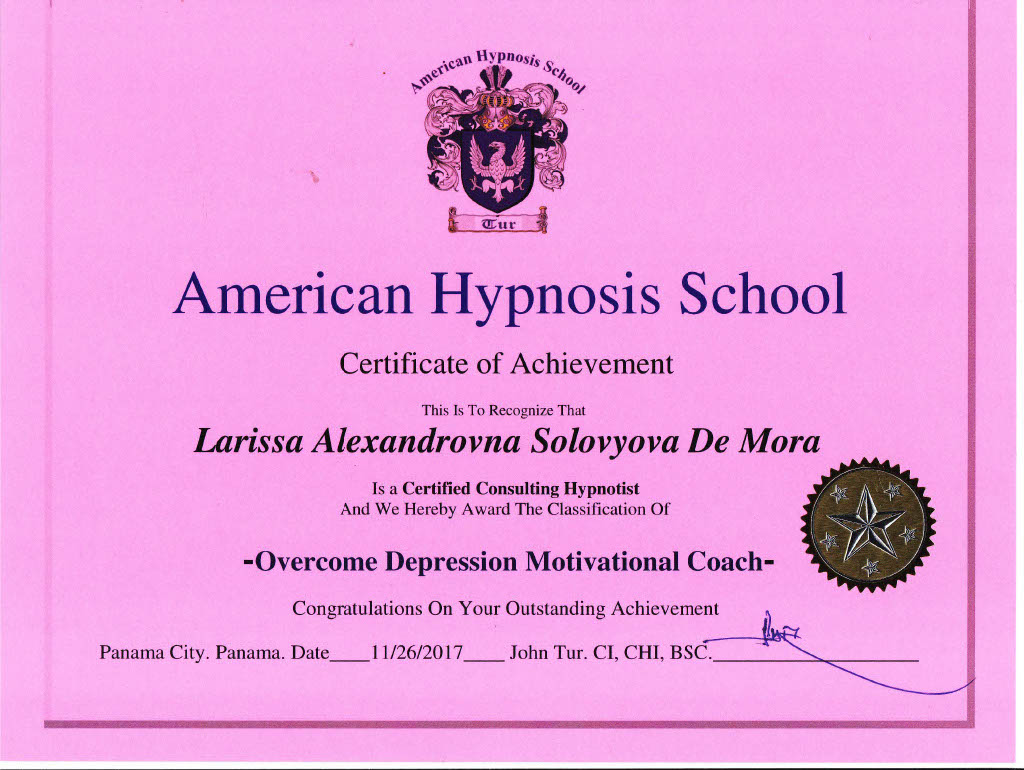 American Hypnosis School
Tur
American Hypnosis School
Certificate of Achievement
This Is To Recognize That
Larissa Alexandrovna Solovyova De Mora
Is a Certified Consulting Hypnotist
And We Hereby Award The Classification Of
-Overcome Depression Motivational Coach-
Congratulations On Your Outstanding Achievement
Panama City. Panama. Date____11/26/2017____ John Tur. CI, CHI, BSC.____________________